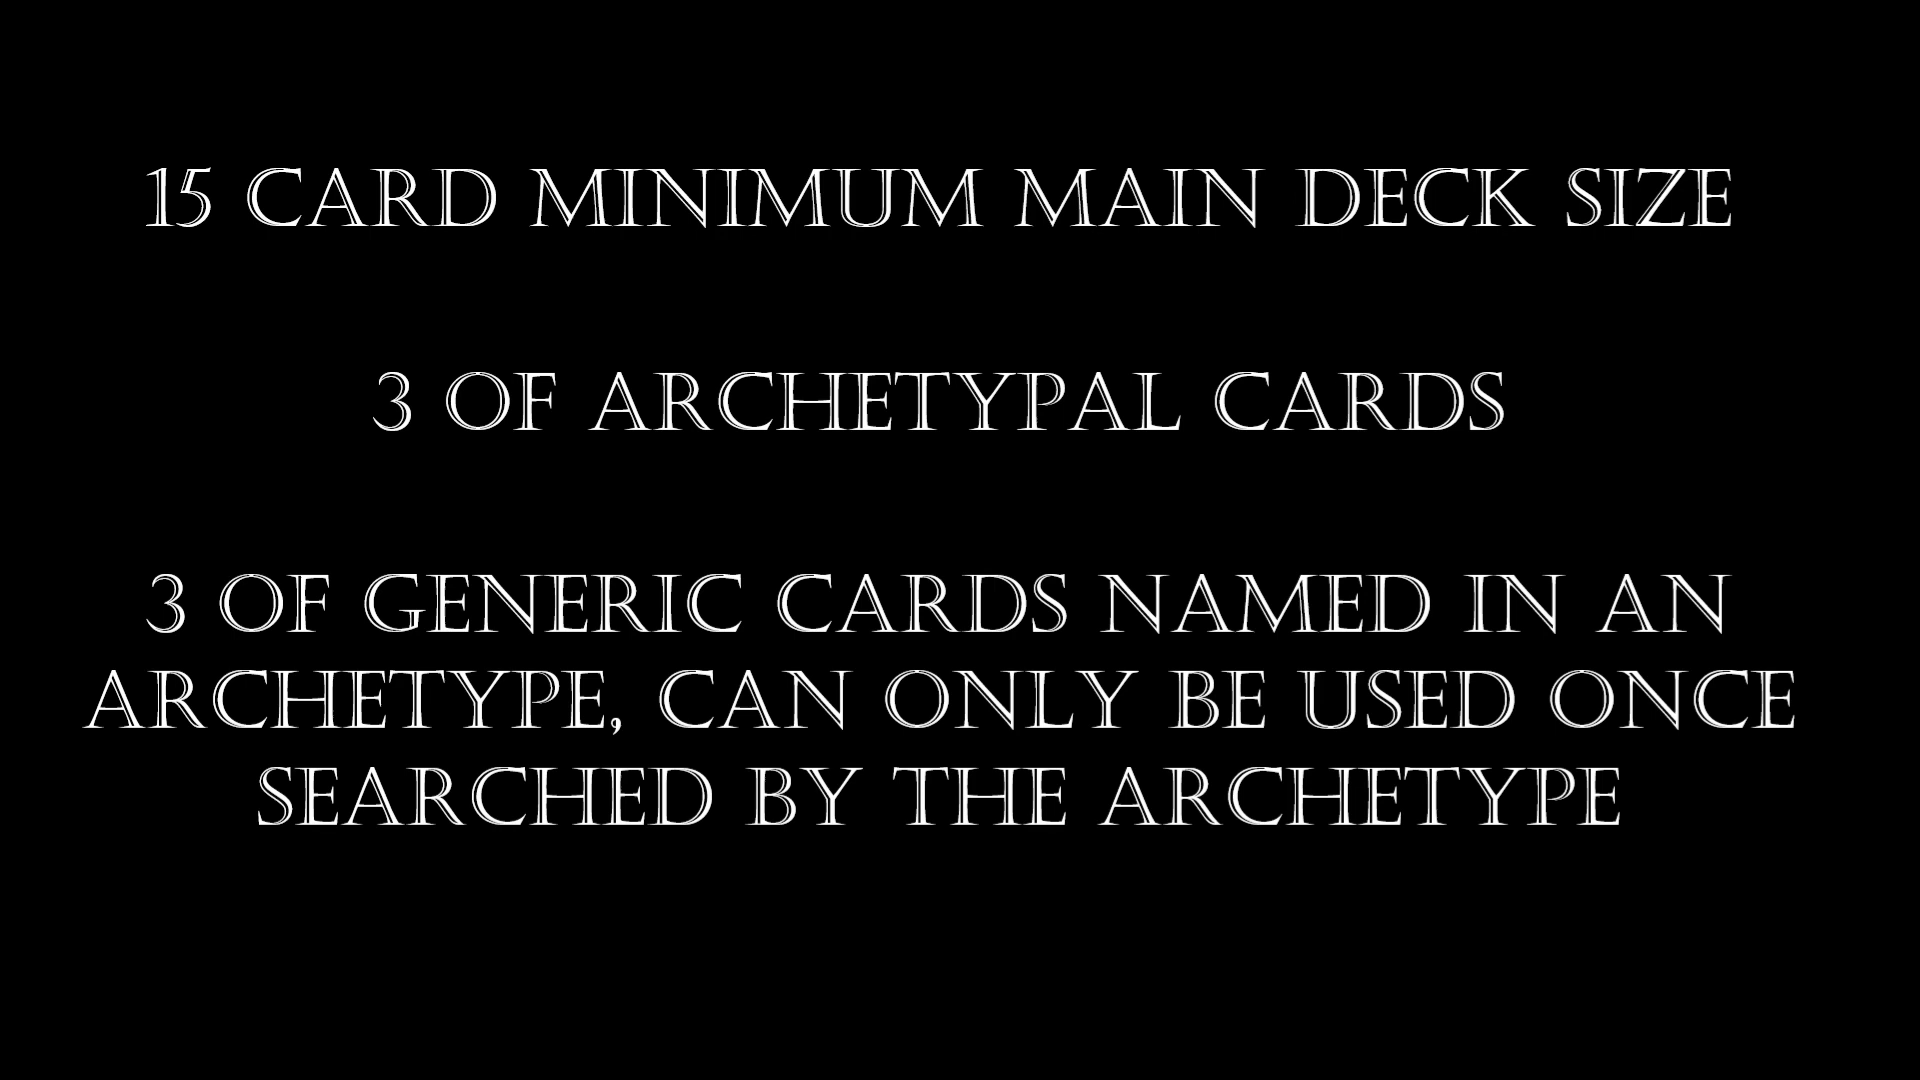 15 CARD MINIMUM MAIN DECK SIZE
3 OF ARCHETYPAL CARDS
3 OF GENERIC CARDS NAMED IN AN
ARCHETYPE, CAN ONLY BE USED ONCE
SEARCHED BY THE ARCHETYPE